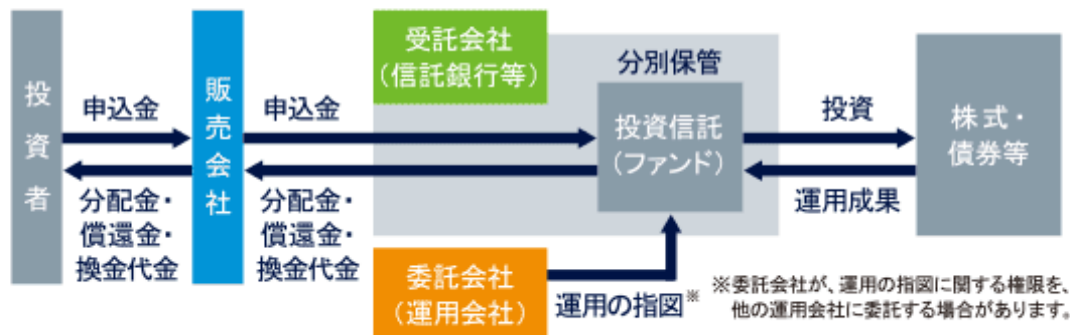 投資者
申込金
分配金・
償還金・
換金代金
販売会社
申込金
分配金・
償還金・
換金代金
受託会社
(信託銀行等)
分別保管
投資信託
(ファンド)
委託会社
(運用会社)
運用の指図※
投資
運用成果
株式・
債券等
※委託会社が、運用の指図に関する権限を、
他の運用会社に委託する場合があります。